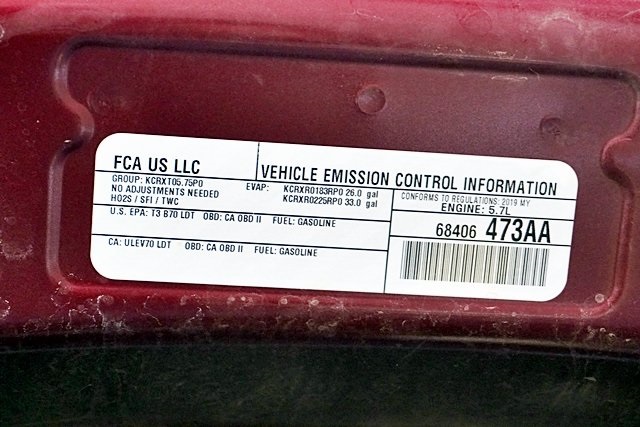 FCA US LLC
VEHICLE EMISSION CONTROL INFORMATION
GROUP: KCRXT05.75P0
NO ADJUSTMENTS NEEDED
HO2S / SFI / TWC
EVAP: KCRXR0183RP0 26.0 gal
KCRXR0225RP0 33.0 gal
CONFORMS TO REGULATIONS: 2019 MY
ENGINE: 5.7L
U.S. EPA: T3 B70 LDT OBD: CA OBD II FUEL: GASOLINE
68406 473AA
CA: ULEV70 LDT OBD: CA OBD II FUEL: GASOLINE